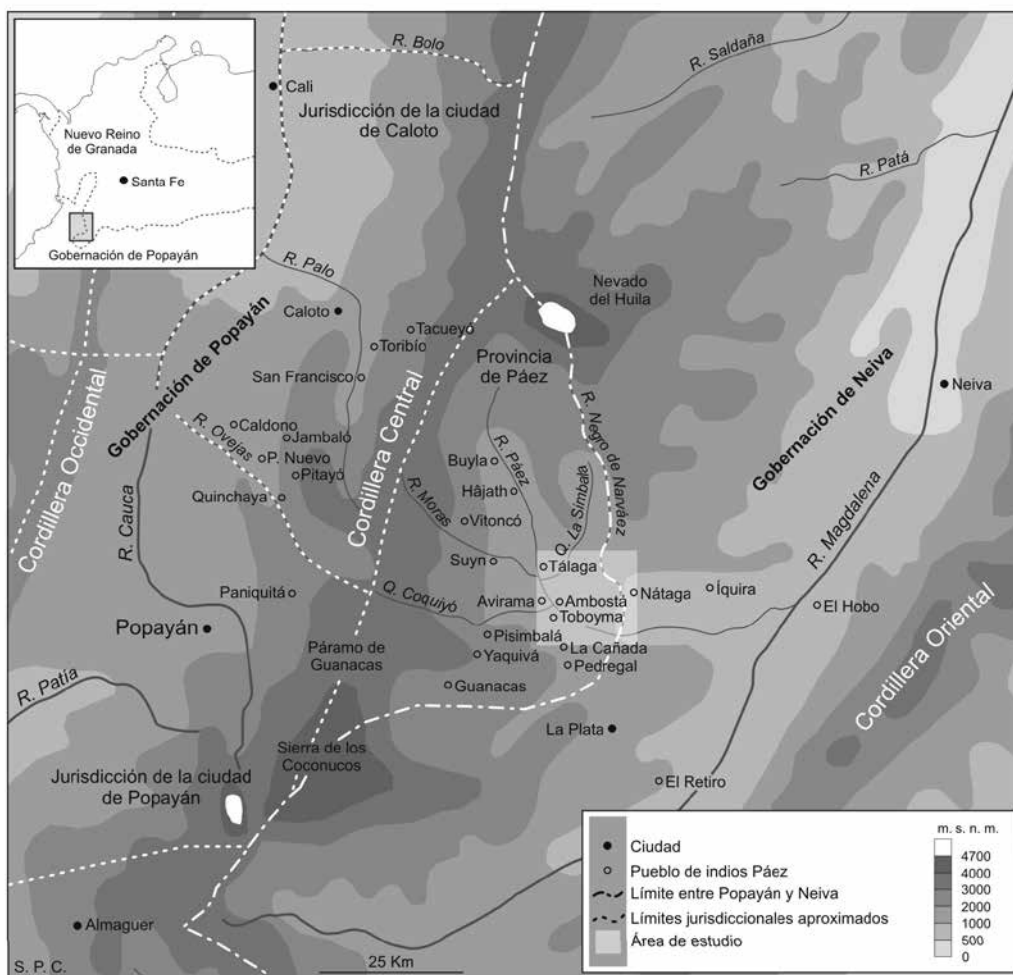 Nuevo Reino
de Granada
Santa Fe
Gobernación de Popayán
R. Bolo
Cali
Jurisdicción de la ciudad
de Caloto
R. Saldaña
R. Patá
R. Palo
Caloto
Nevado
del Huila
Tacueyó
Toribío
San Francisco
Provincia
de Páez
Gobernación de Popayán
Gobernación de Neiva
Neiva
Cordillera Occidental
Cordillera Central
R. Negro de Narváez
R. Ovejas
Caldono
Jambaló
P. Nuevo
Pitayó
Quinchaya
Buyla
R. Páez
Hâjath
Q. La Simbala
R. Moras
Vitoncó
R. Cauca
R. Magdalena
Suyn
Tálaga
Paniquitá
Q. Coquiyó
Avirama
Ambostá
Nátaga
Íquira
El Hobo
Toboyma
Popayán
Pisimbalá
Páramo de
Guanacas
Yaquivá
La Cañada
Pedregal
Cordillera Oriental
R. Patía
Guanacas
La Plata
Sierra de los
Coconucos
Jurisdicción de la ciudad
de Popayán
El Retiro
Almaguer
S. P. C.
25 Km
Ciudad
Pueblo de indios Páez
Límite entre Popayán y Neiva
Límites jurisdiccionales aproximados
Área de estudio
m. s. n. m.
4700
4000
3000
2000
1000
500
0